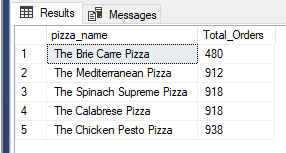 Results Messages
pizza_name Total_Orders
1 The Brie Carre Pizza 480
2 The Mediterranean Pizza 912
3 The Spinach Supreme Pizza 918
4 The Calabrese Pizza 918
5 The Chicken Pesto Pizza 938